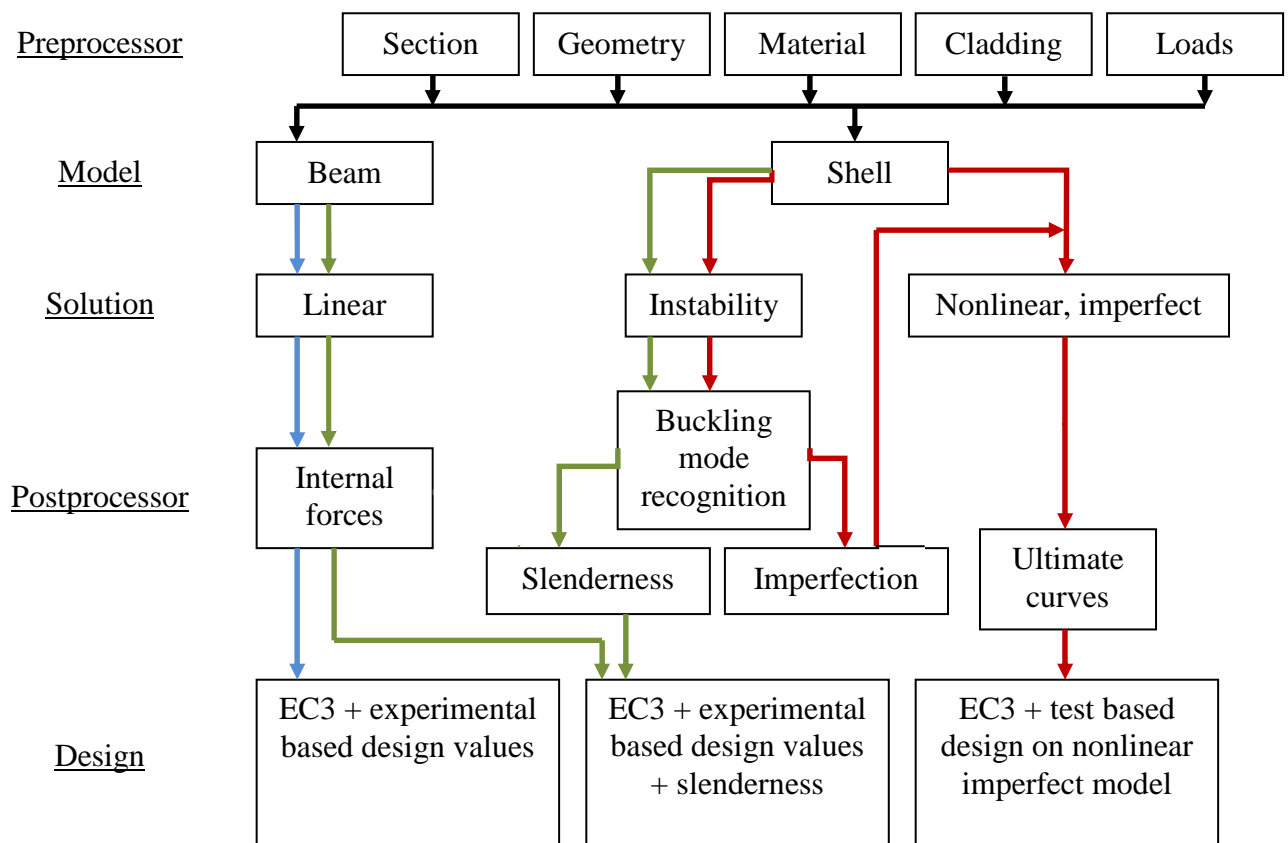 Preprocessor
Section
Geometry
Material
Cladding
Loads
Model
Beam
Shell
Solution
Linear
Instability
Nonlinear, imperfect
Postprocessor
Internal
forces
Buckling
mode
recognition
Slenderness
Imperfection
Ultimate
curves
Design
EC3 + experimental
based design values
EC3 + experimental
based design values
+ slenderness
EC3 + test based
design on nonlinear
imperfect model